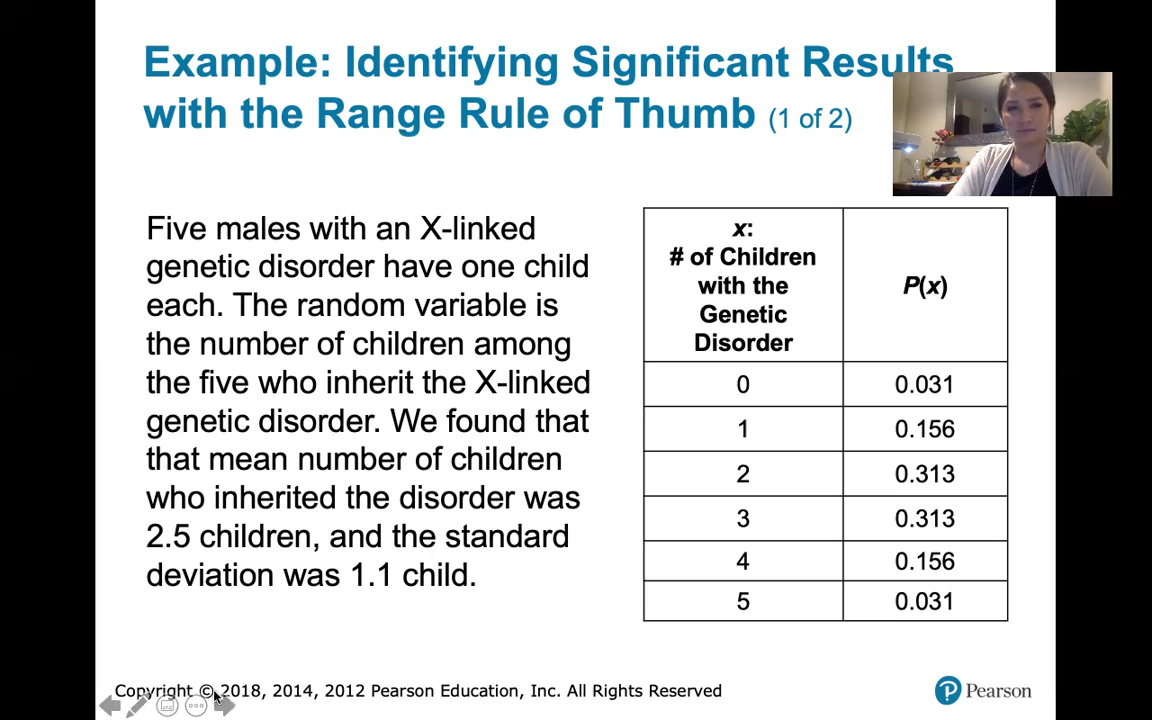 Example: Identifying Significant Results
with the Range Rule of Thumb (1 of 2)
Five males with an X-linked
genetic disorder have one child
each. The random variable is
the number of children among
the five who inherit the X-linked
genetic disorder. We found that
that mean number of children
who inherited the disorder was
2.5 children, and the standard
deviation was 1.1 child.
x:
# of Children
with the
Genetic
Disorder
P(x)
0 0.031
1 0.156
2 0.313
3 0.313
4 0.156
5 0.031
Copyright © 2018, 2014, 2012 Pearson Education, Inc. All Rights Reserved
Pearson